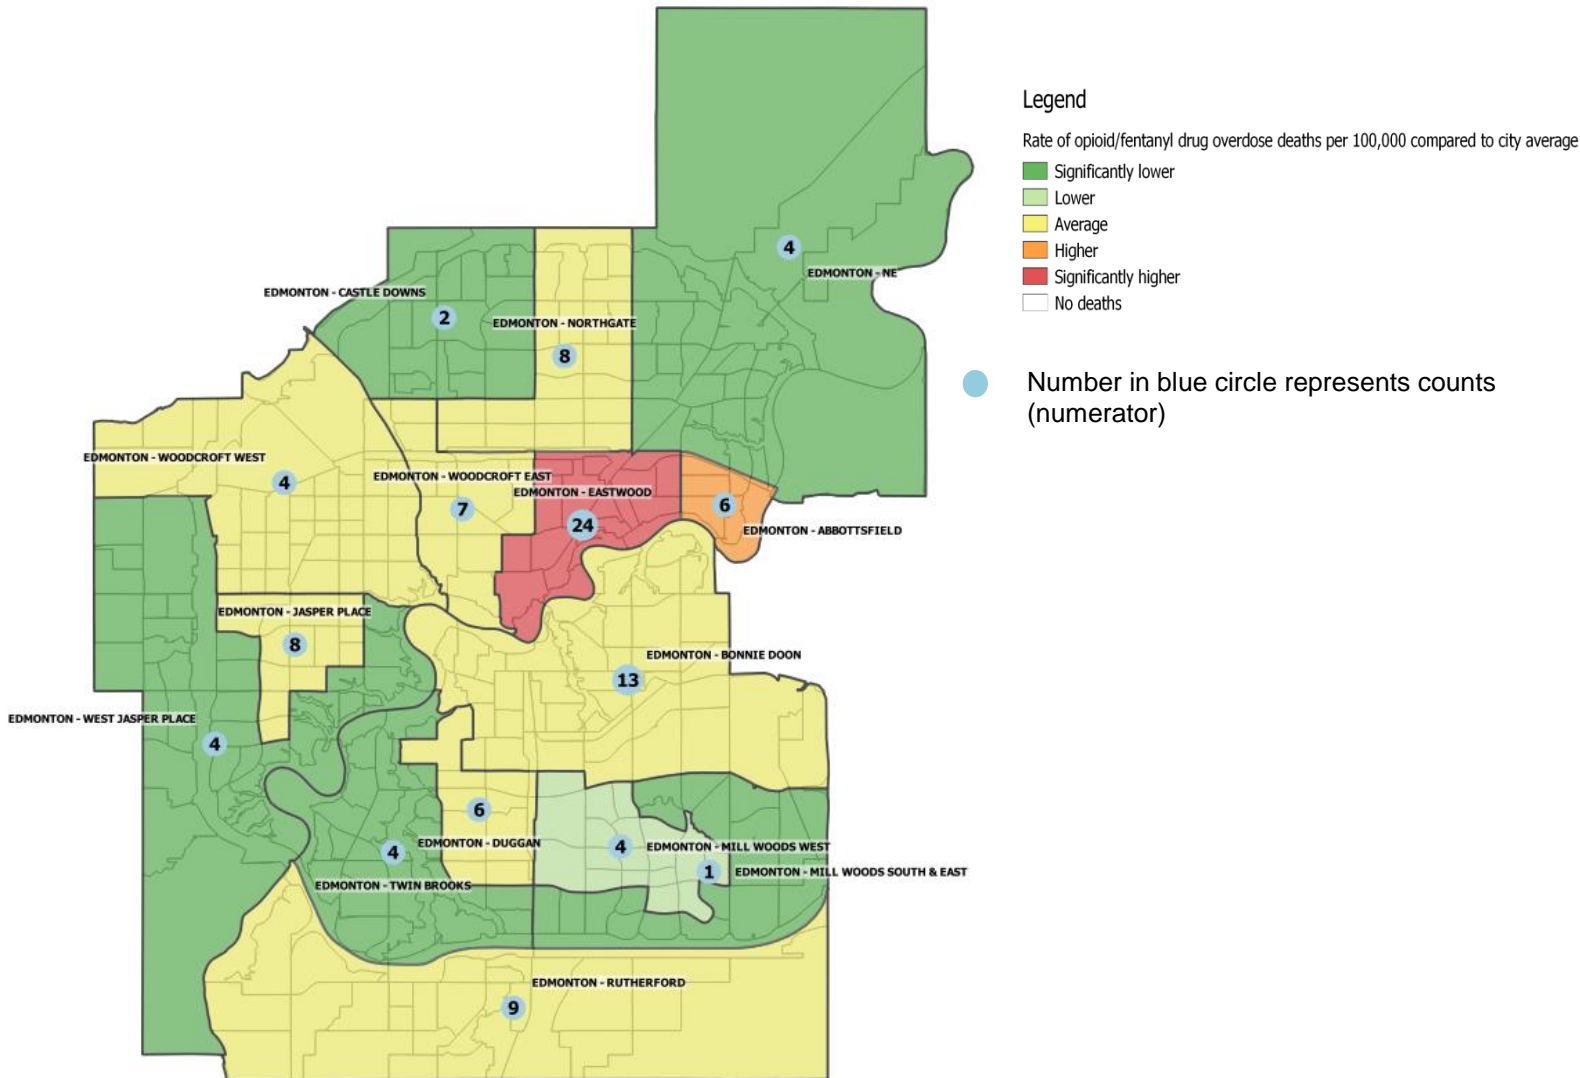 Legend
Rate of opioid/fentanyl drug overdose deaths per 100,000 compared to city average
Significantly lower
Lower
Average
Higher
Significantly higher
No deaths
Number in blue circle represents counts
(numerator)
4
EDMONTON - NE
EDMONTON - CASTLE DOWNS
2
EDMONTON - NORTHGATE
8
EDMONTON - WOODCROFT WEST
4
EDMONTON - WOODCROFT EAST
7
EDMONTON - EASTWOOD
24
6
EDMONTON - ABBOTTSFIELD
EDMONTON - JASPER PLACE
8
EDMONTON - BONNIE DOON
13
EDMONTON - WEST JASPER PLACE
4
6
EDMONTON - DUGGAN
4
EDMONTON - TWIN BROOKS
4
EDMONTON - MILL WOODS WEST
1
EDMONTON - MILL WOODS SOUTH & EAST
EDMONTON - RUTHERFORD
9